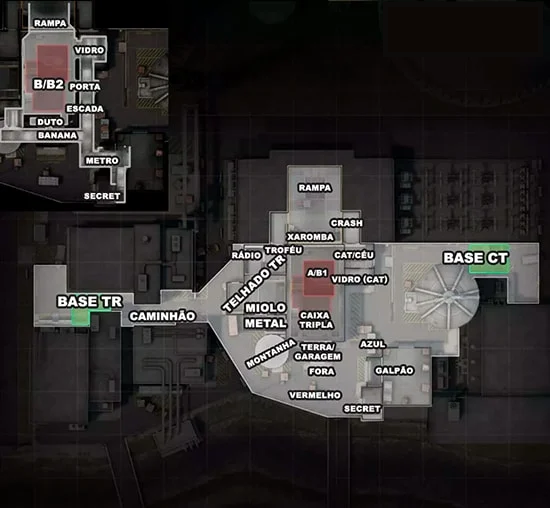 RAMPA
VIDRO
B/B2
PORTA
ESCADA
DUTO
BANANA
METRO
SECRET
RAMPA
CRASH
XAROMBA
TROFÉU
RÁDIO
CAT/CÉU
BASE CT
TELHADO TR
A/B1
VIDRO (CAT)
BASE TR
CAMINHÃO
MIOLO
METAL
CAIXA
TRIPLA
MONTANHA
TERRA/
GARAGEM
AZUL
FORA
GALPÃO
VERMELHO
SECRET